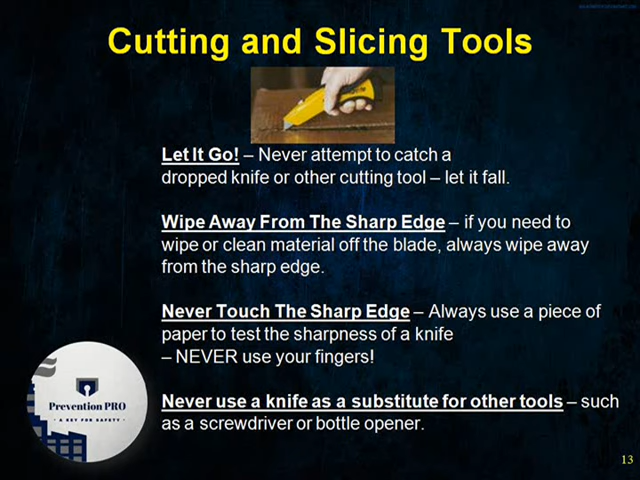 Cutting and Slicing Tools
Let It Go! – Never attempt to catch a
dropped knife or other cutting tool – let it fall.
Wipe Away From The Sharp Edge – if you need to
wipe or clean material off the blade, always wipe away
from the sharp edge.
Never Touch The Sharp Edge – Always use a piece of
paper to test the sharpness of a knife
– NEVER use your fingers!
Never use a knife as a substitute for other tools – such
as a screwdriver or bottle opener.
Prevention PRO
· A KEY FOR SAFETY ·
13